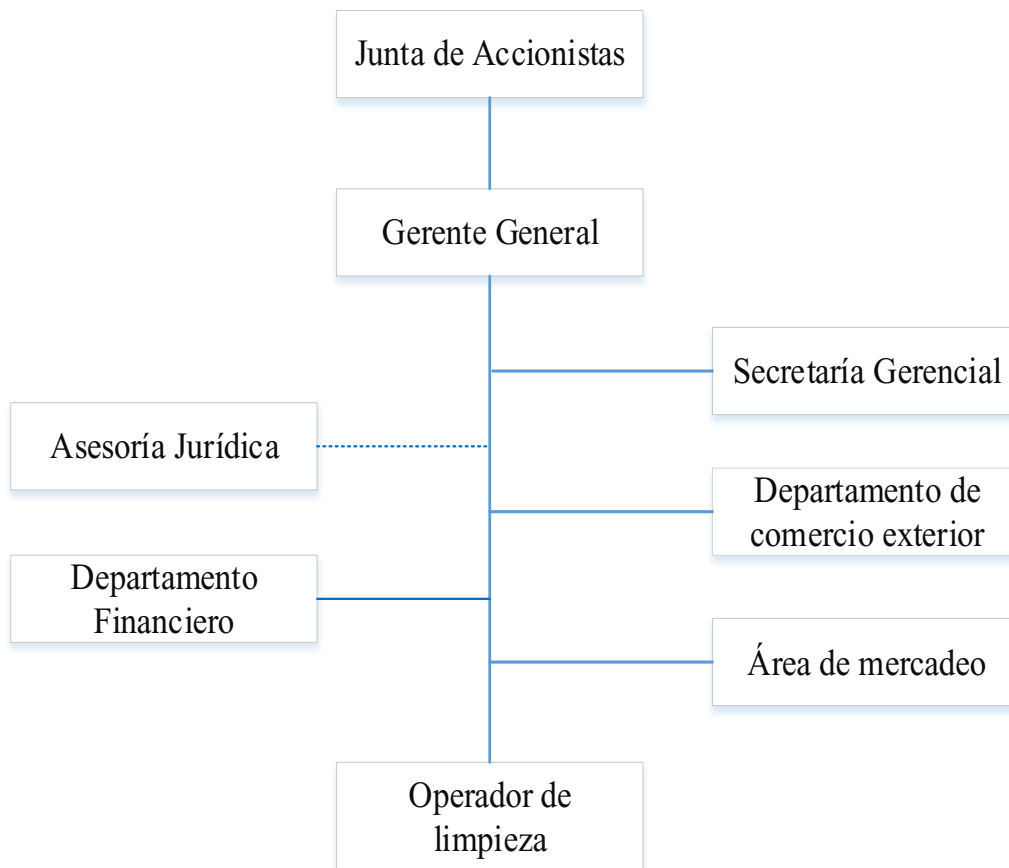 Junta de Accionistas
Gerente General
Secretaría Gerencial
Asesoría Jurídica
Departamento de
comercio exterior
Departamento
Financiero
Área de mercadeo
Operador de
limpieza